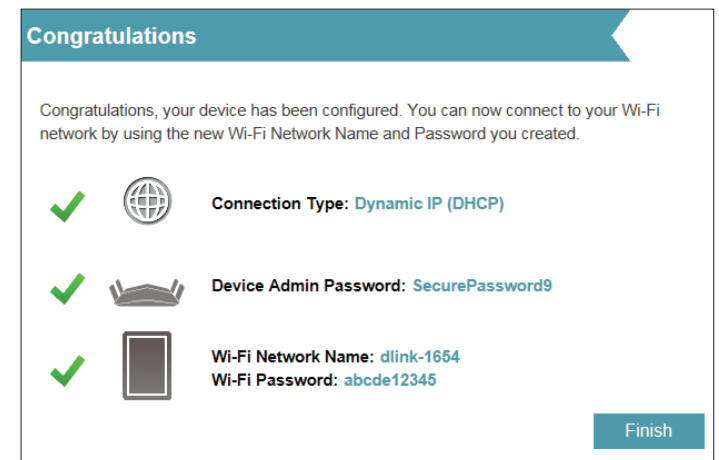 Congratulations
Congratulations, your device has been configured. You can now connect to your Wi-Fi
network by using the new Wi-Fi Network Name and Password you created.
Connection Type: Dynamic IP (DHCP)
Device Admin Password: SecurePassword9
Wi-Fi Network Name: dlink-1654
Wi-Fi Password: abcde12345
Finish